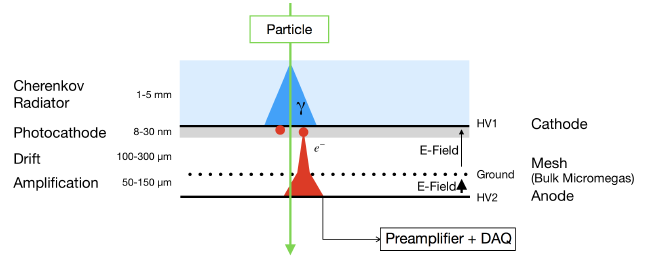 Particle
Cherenkov
Radiator
1-5 mm
γ
HV1
Cathode
Photocathode
8-30 nm
e⁻
E-Field
Drift
100-300 μm
Mesh
(Bulk Micromegas)
Ground
Amplification
50-150 μm
E-Field
HV2
Anode
Preamplifier + DAQ